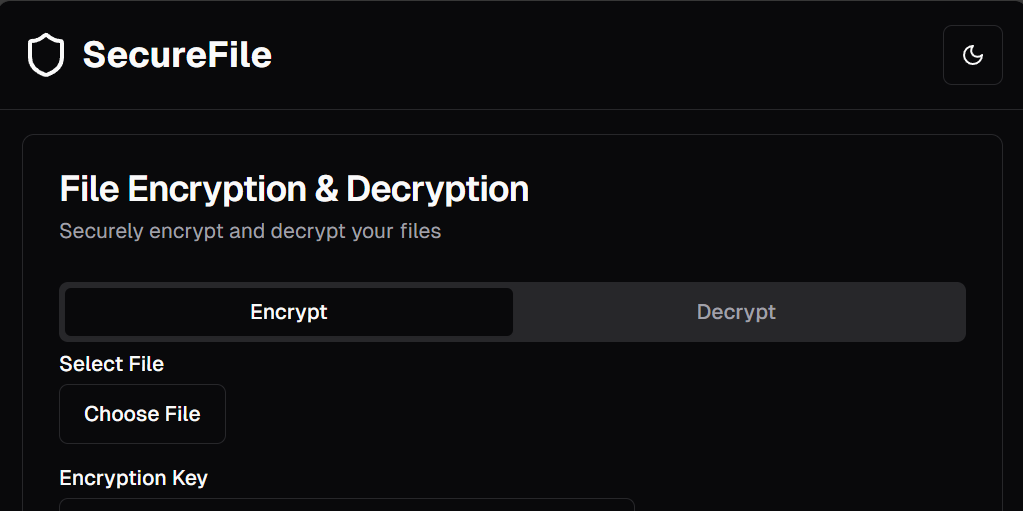 SecureFile
File Encryption & Decryption
Securely encrypt and decrypt your files
Encrypt Decrypt
Select File
Choose File
Encryption Key